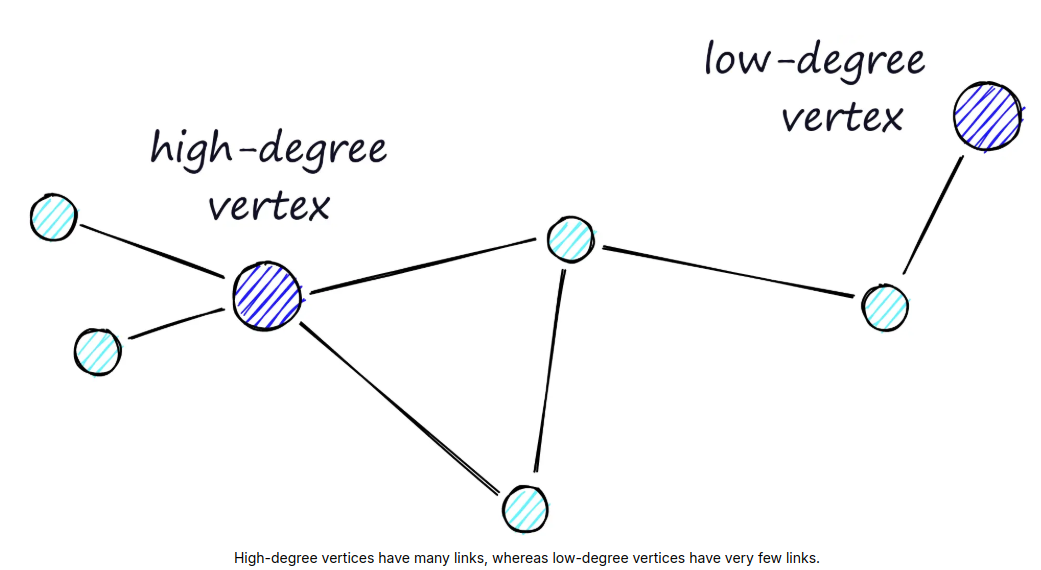 low-degree
vertex
high-degree
vertex
High-degree vertices have many links, whereas low-degree vertices have very few links.